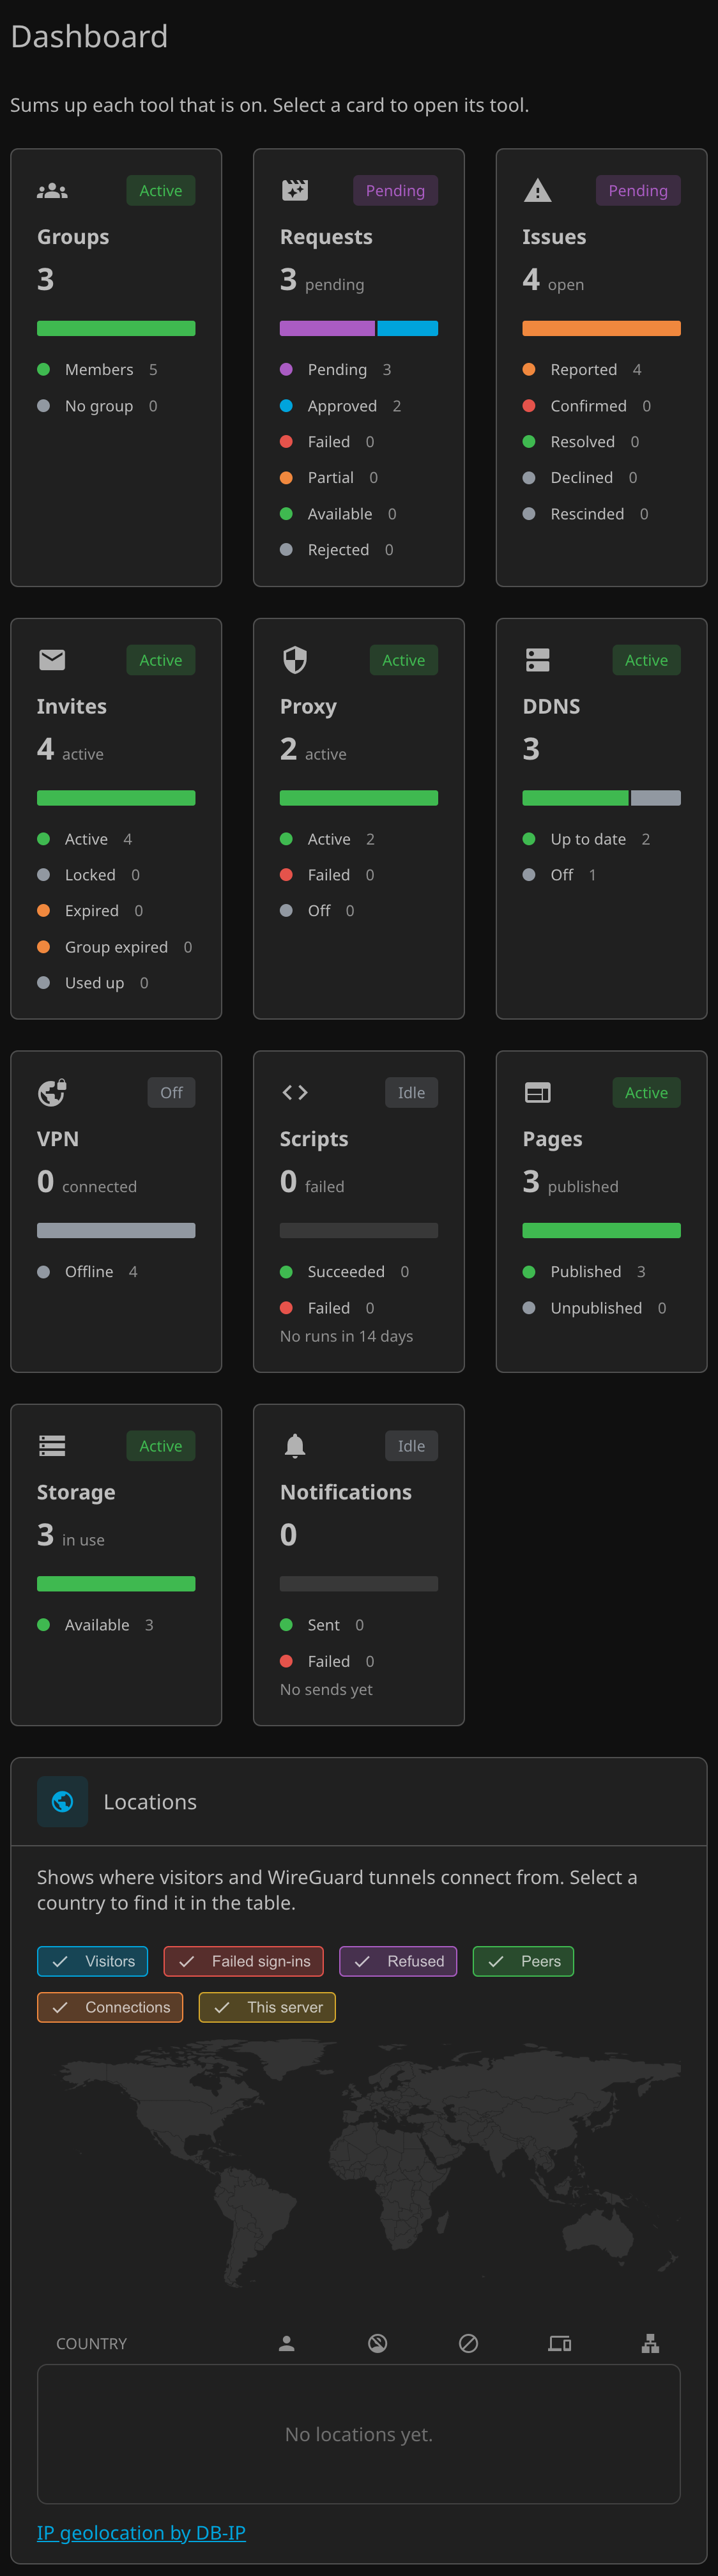 Dashboard
Sums up each tool that is on. Select a card to open its tool.
Active
Groups
3
Members 5
No group 0
Pending
Requests
3 pending
Pending 3
Approved 2
Failed 0
Partial 0
Available 0
Rejected 0
Pending
Issues
4 open
Reported 4
Confirmed 0
Resolved 0
Declined 0
Rescinded 0
Active
Invites
4 active
Active 4
Locked 0
Expired 0
Group expired 0
Used up 0
Active
Proxy
2 active
Active 2
Failed 0
Off 0
Active
DDNS
3
Up to date 2
Off 1
Off
VPN
0 connected
Offline 4
Idle
Scripts
0 failed
Succeeded 0
Failed 0
No runs in 14 days
Active
Pages
3 published
Published 3
Unpublished 0
Active
Storage
3 in use
Available 3
Idle
Notifications
0
Sent 0
Failed 0
No sends yet
Locations
Shows where visitors and WireGuard tunnels connect from. Select a
country to find it in the table.
Visitors Failed sign-ins Refused Peers
Connections This server
COUNTRY
No locations yet.
IP geolocation by DB-IP